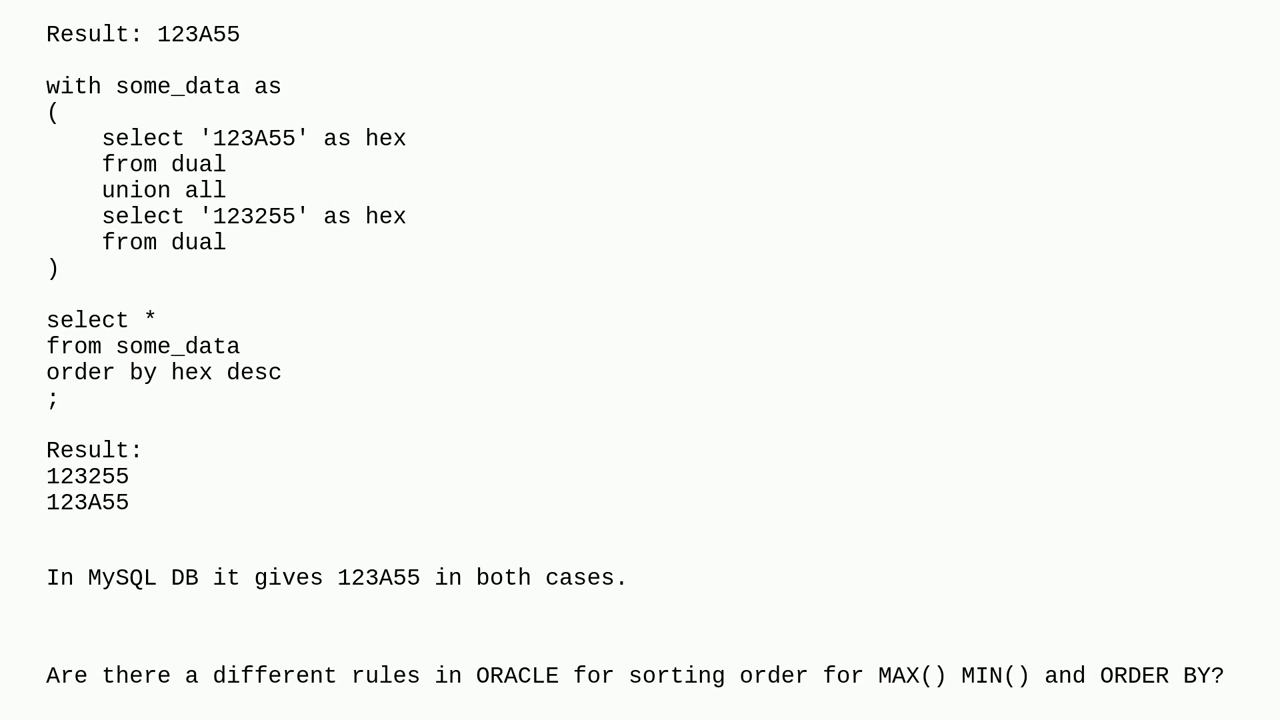 Result: 123A55
with some_data as
(
    select '123A55' as hex
    from dual
    union all
    select '123255' as hex
    from dual
)
select *
from some_data
order by hex desc
;
Result:
123255
123A55
In MySQL DB it gives 123A55 in both cases.
Are there a different rules in ORACLE for sorting order for MAX() MIN() and ORDER BY?